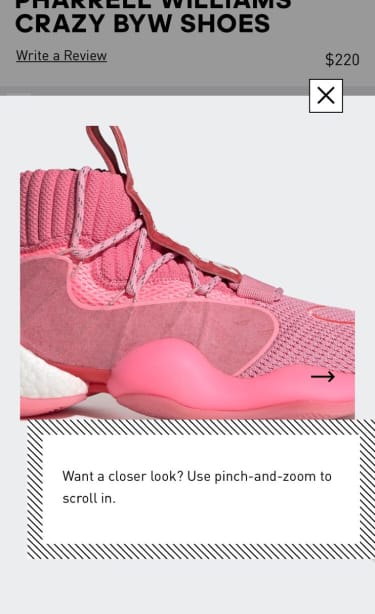 PHARRELL WILLIAMS
CRAZY BYW SHOES
Write a Review
$220
Want a closer look? Use pinch-and-zoom to
scroll in.